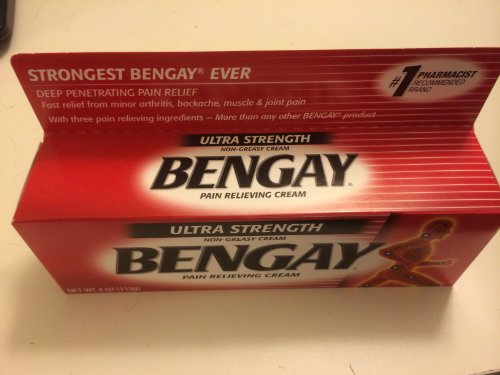 STRONGEST BENGAY® EVER
DEEP PENETRATING PAIN RELIEF
Fast relief from minor arthritis, backache, muscle & joint pain
With three pain relieving ingredients – More than any other BENGAY® product
#1 PHARMACIST
RECOMMENDED
BRAND
ULTRA STRENGTH
NON-GREASY CREAM
BENGAY®
PAIN RELIEVING CREAM
ULTRA STRENGTH
NON-GREASY CREAM
BENGAY®
PAIN RELIEVING CREAM
NET WT 4 OZ (113g)